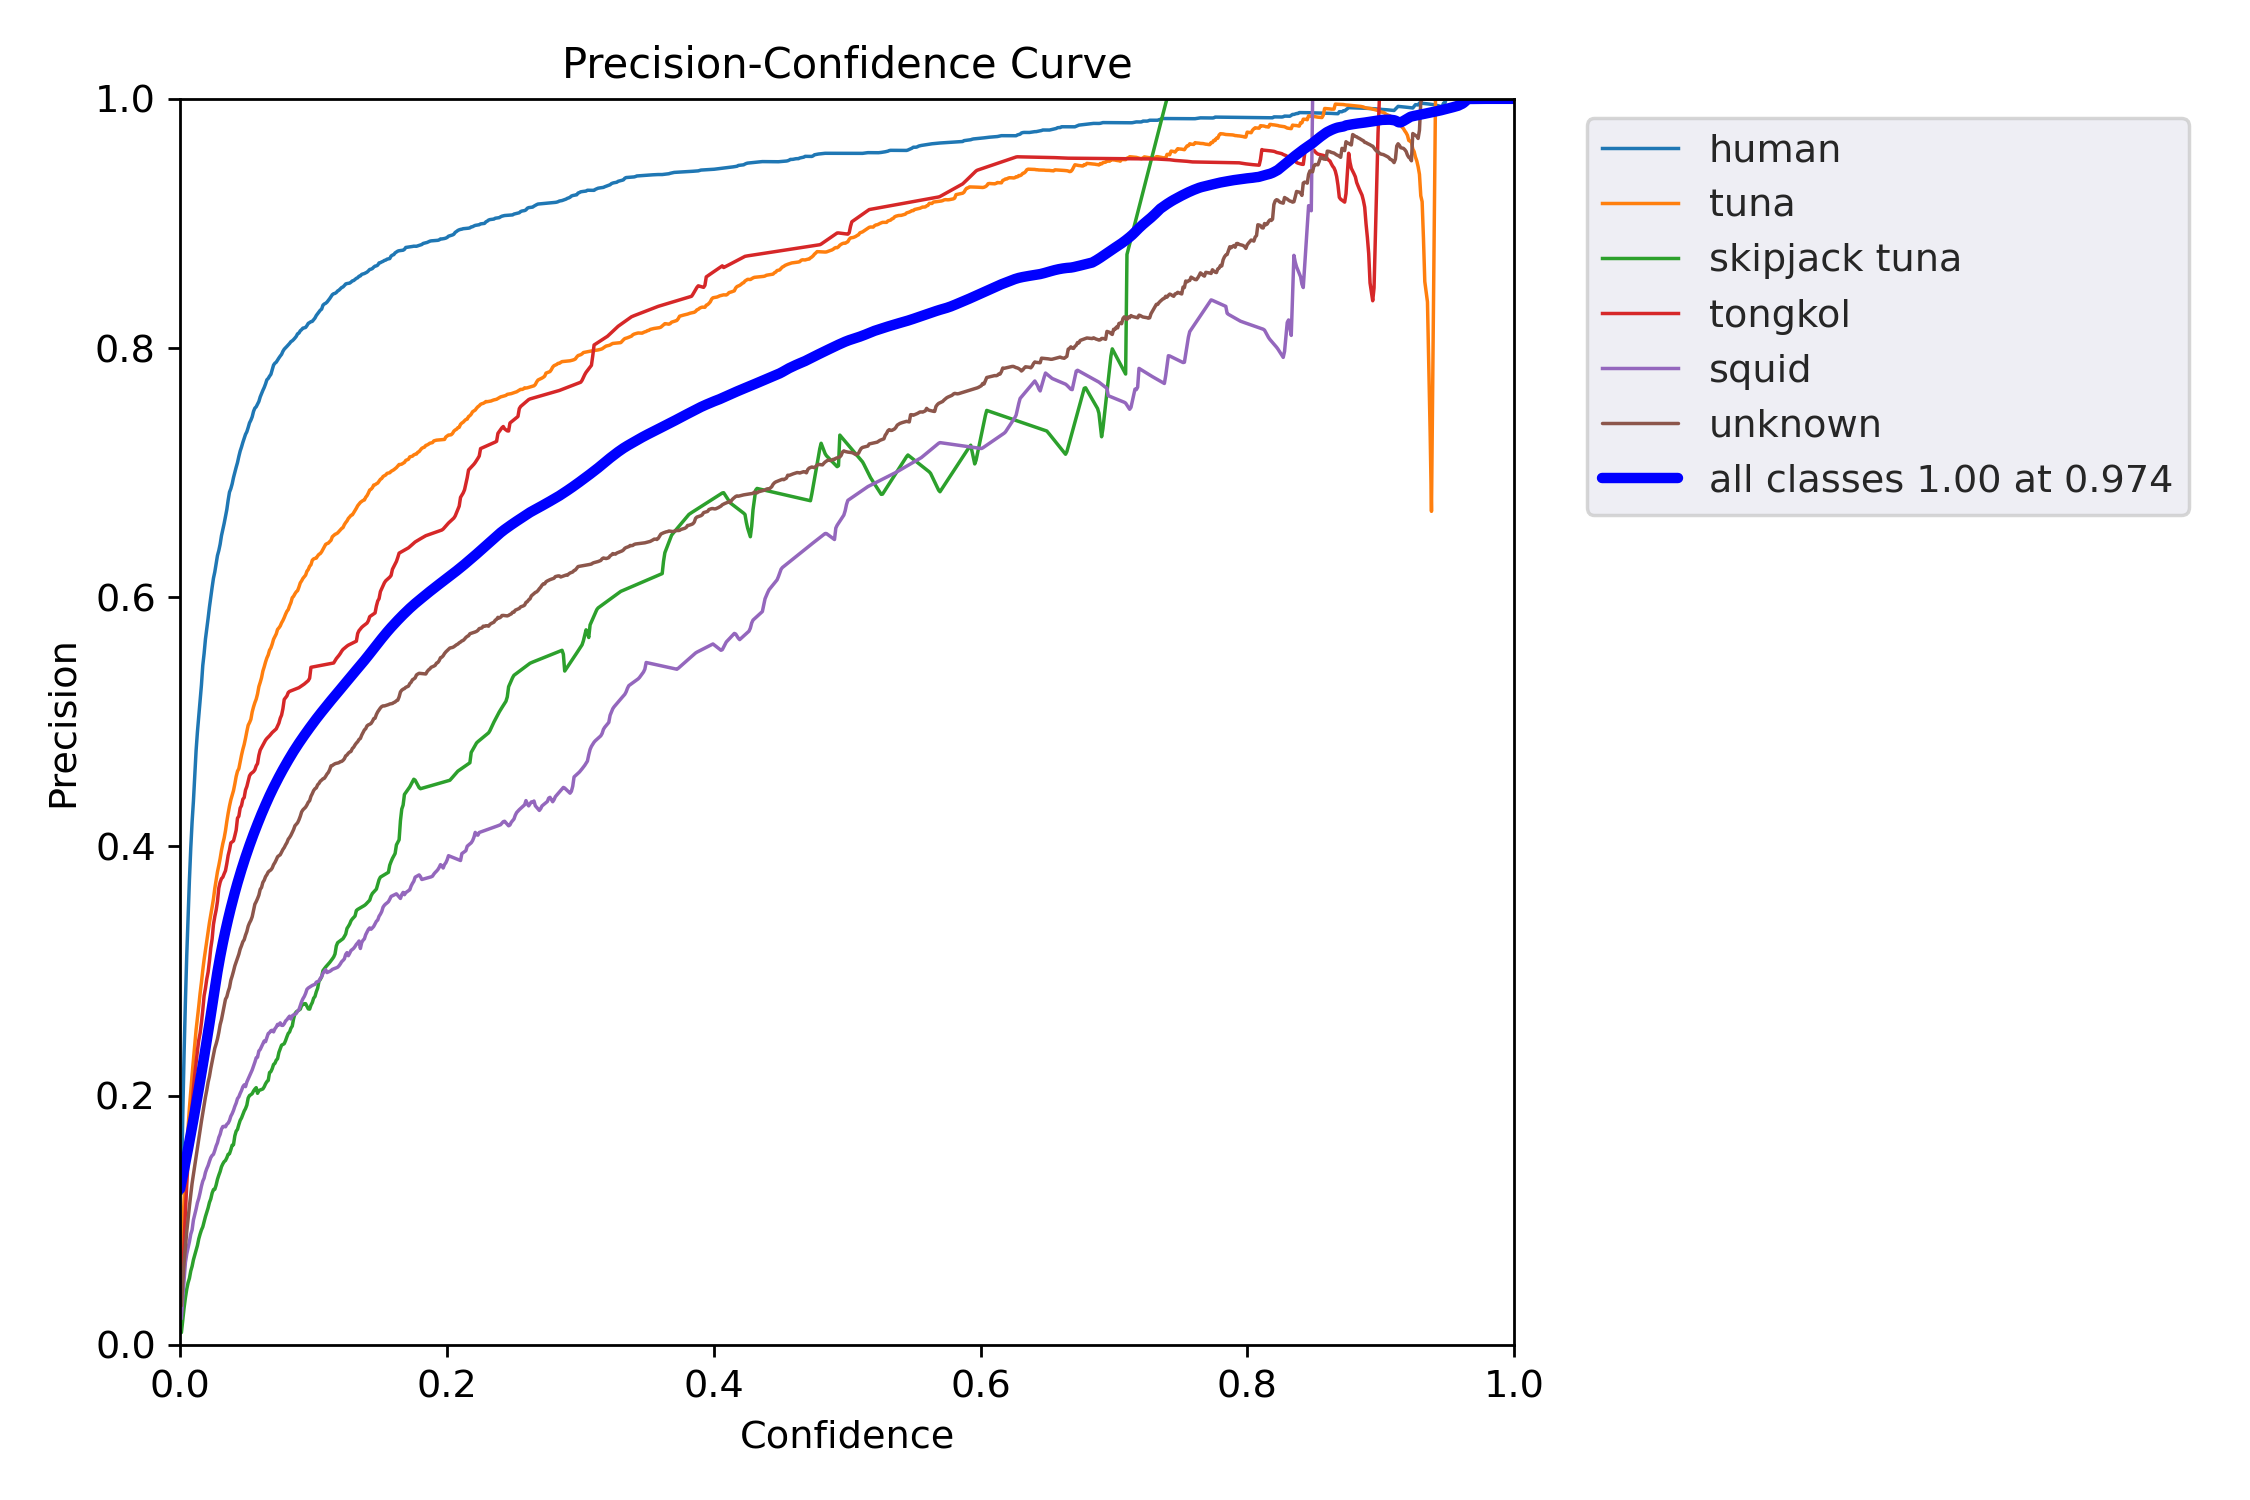 Precision-Confidence Curve
1.0
0.8
0.6
0.4
0.2
0.0
Precision
0.0 0.2 0.4 0.6 0.8 1.0
Confidence
human
tuna
skipjack tuna
tongkol
squid
unknown
all classes 1.00 at 0.974